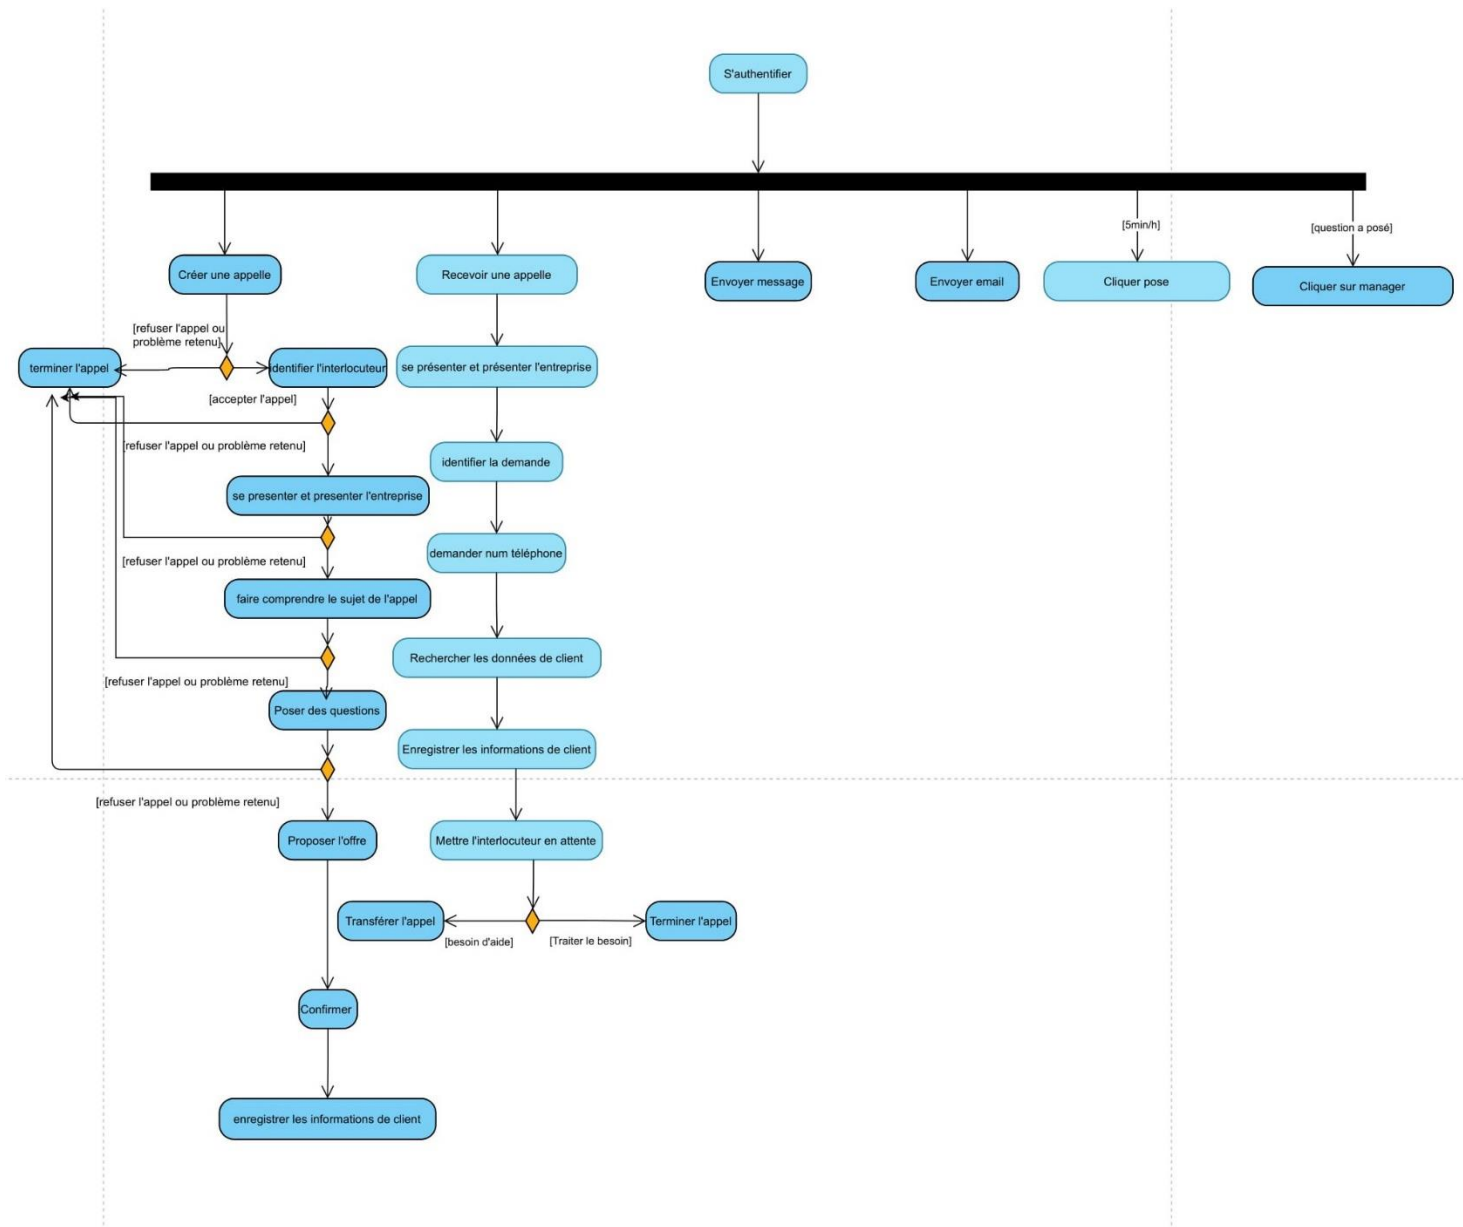 S'authentifier
[5min/h]
[question a posé]
Créer une appelle
Recevoir une appelle
Envoyer message
Envoyer email
Cliquer pose
Cliquer sur manager
[refuser l'appel ou
problème retenu]
terminer l'appel
identifier l'interlocuteur
se présenter et présenter l'entreprise
[accepter l'appel]
[refuser l'appel ou problème retenu]
identifier la demande
se presenter et presenter l'entreprise
demander num téléphone
[refuser l'appel ou problème retenu]
faire comprendre le sujet de l'appel
Rechercher les données de client
[refuser l'appel ou problème retenu]
Poser des questions
Enregistrer les informations de client
[refuser l'appel ou problème retenu]
Proposer l'offre
Mettre l'interlocuteur en attente
Transférer l'appel
Terminer l'appel
[besoin d'aide]
[Traiter le besoin]
Confirmer
enregistrer les informations de client